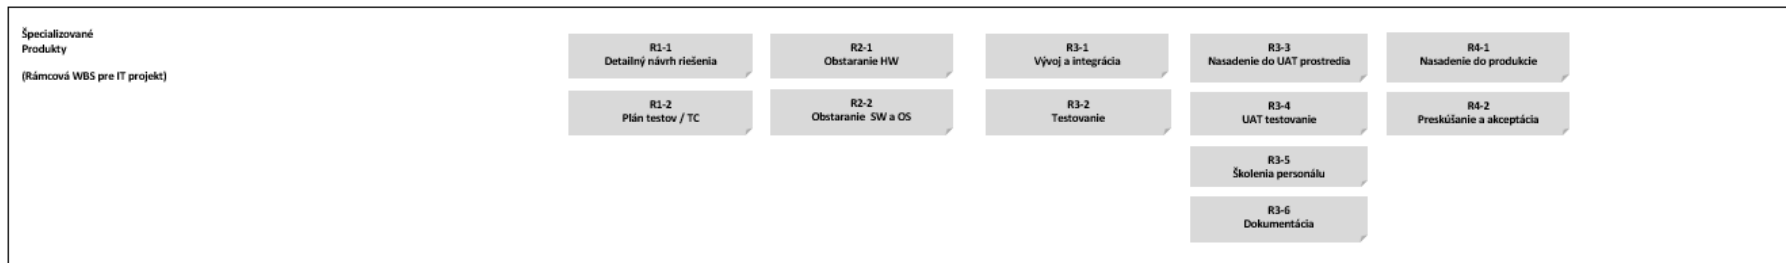 Špecializované
Produkty
(Rámcová WBS pre IT projekt)
R1-1
Detailný návrh riešenia
R1-2
Plán testov / TC
R2-1
Obstaranie HW
R2-2
Obstaranie SW a OS
R3-1
Vývoj a integrácia
R3-2
Testovanie
R3-3
Nasadenie do UAT prostredia
R3-4
UAT testovanie
R3-5
Školenia personálu
R3-6
Dokumentácia
R4-1
Nasadenie do produkcie
R4-2
Preskúšanie a akceptácia